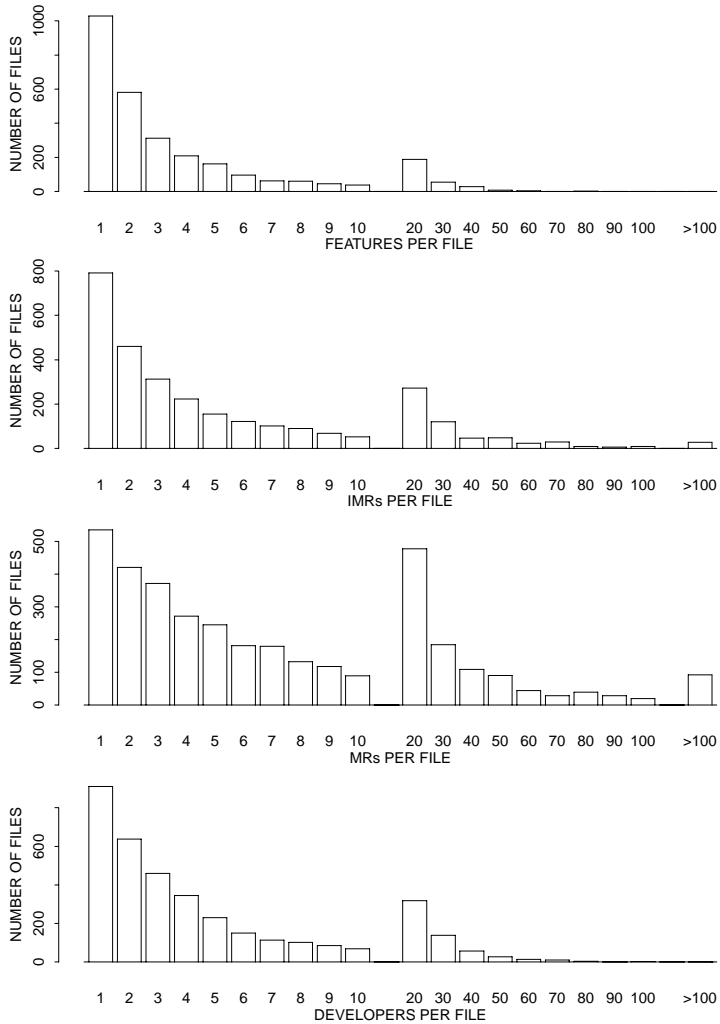 NUMBER OF FILES
1000
600
200
0
1 2 3 4 5 6 7 8 9 10 20 30 40 50 60 70 80 90 100 >100
FEATURES PER FILE
NUMBER OF FILES
800
600
400
200
0
1 2 3 4 5 6 7 8 9 10 20 30 40 50 60 70 80 90 100 >100
IMRs PER FILE
NUMBER OF FILES
500
300
100
0
1 2 3 4 5 6 7 8 9 10 20 30 40 50 60 70 80 90 100 >100
MRs PER FILE
NUMBER OF FILES
600
200
0
1 2 3 4 5 6 7 8 9 10 20 30 40 50 60 70 80 90 100 >100
DEVELOPERS PER FILE